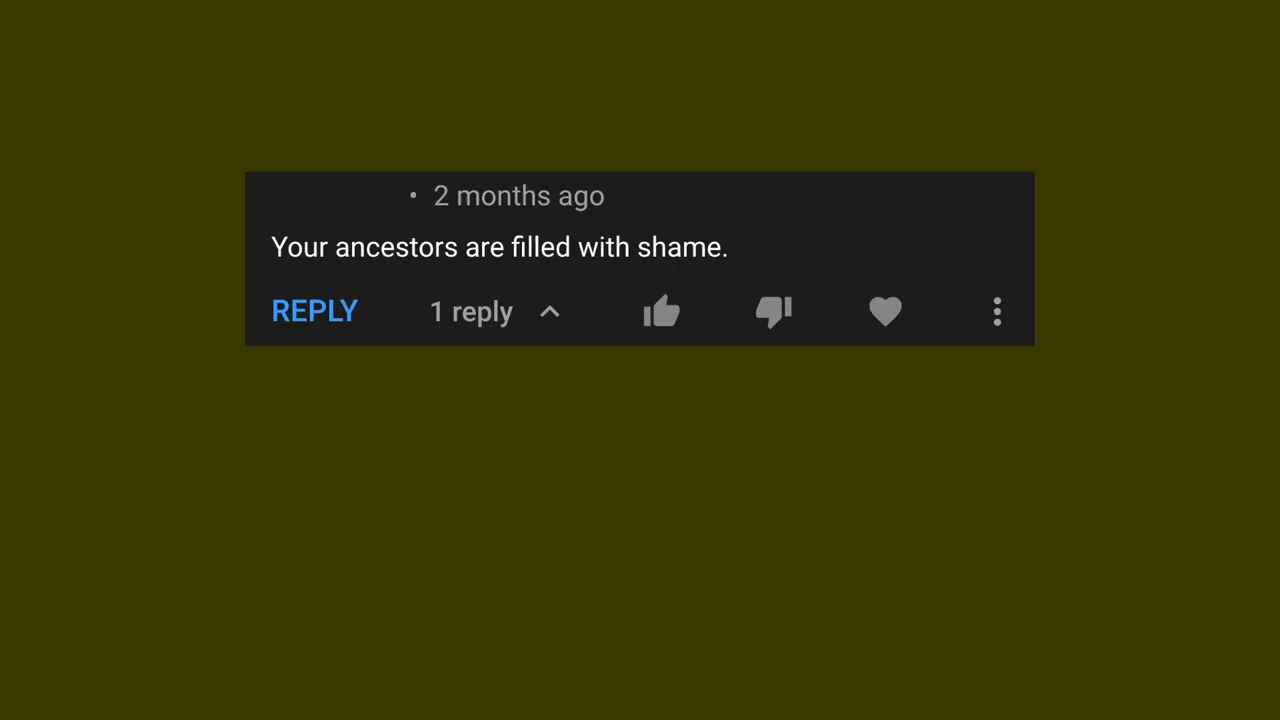 • 2 months ago
Your ancestors are filled with shame.
REPLY 1 reply